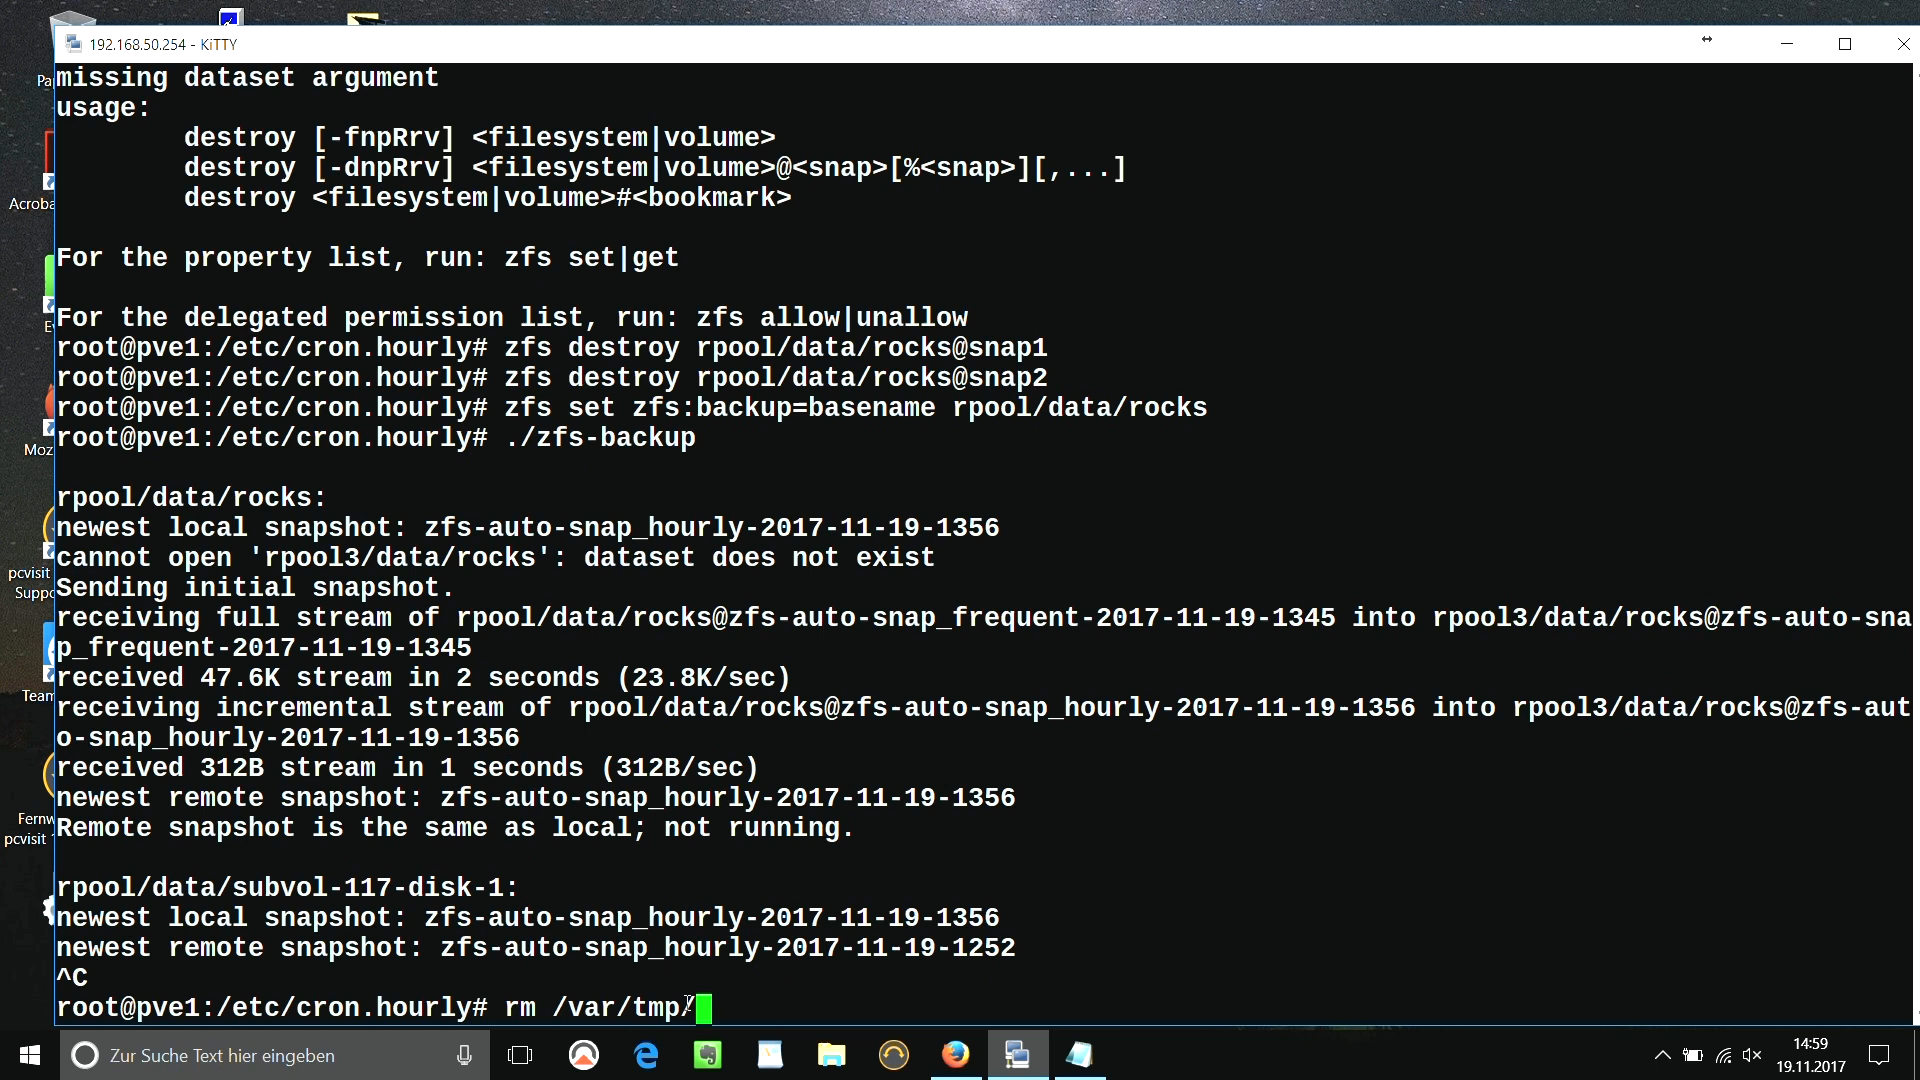 192.168.50.254 - KiTTY
missing dataset argument
usage:
destroy [-fnpRrv] <filesystem|volume>
destroy [-dnpRrv] <filesystem|volume>@<snap>[%<snap>][,...]
destroy <filesystem|volume>#<bookmark>
For the property list, run: zfs set|get
For the delegated permission list, run: zfs allow|unallow
root@pve1:/etc/cron.hourly# zfs destroy rpool/data/rocks@snap1
root@pve1:/etc/cron.hourly# zfs destroy rpool/data/rocks@snap2
root@pve1:/etc/cron.hourly# zfs set zfs:backup=basename rpool/data/rocks
root@pve1:/etc/cron.hourly# ./zfs-backup
rpool/data/rocks:
newest local snapshot: zfs-auto-snap_hourly-2017-11-19-1356
cannot open 'rpool3/data/rocks': dataset does not exist
Sending initial snapshot.
receiving full stream of rpool/data/rocks@zfs-auto-snap_frequent-2017-11-19-1345 into rpool3/data/rocks@zfs-auto-sna
p_frequent-2017-11-19-1345
received 47.6K stream in 2 seconds (23.8K/sec)
receiving incremental stream of rpool/data/rocks@zfs-auto-snap_hourly-2017-11-19-1356 into rpool3/data/rocks@zfs-aut
o-snap_hourly-2017-11-19-1356
received 312B stream in 1 seconds (312B/sec)
newest remote snapshot: zfs-auto-snap_hourly-2017-11-19-1356
Remote snapshot is the same as local; not running.
rpool/data/subvol-117-disk-1:
newest local snapshot: zfs-auto-snap_hourly-2017-11-19-1356
newest remote snapshot: zfs-auto-snap_hourly-2017-11-19-1252
^C
root@pve1:/etc/cron.hourly# rm /var/tmp/
Pa
Acroba
Ev
Moz
pcvisit
Suppo
Team
Fernw
pcvisit
Zur Suche Text hier eingeben
14:59
19.11.2017